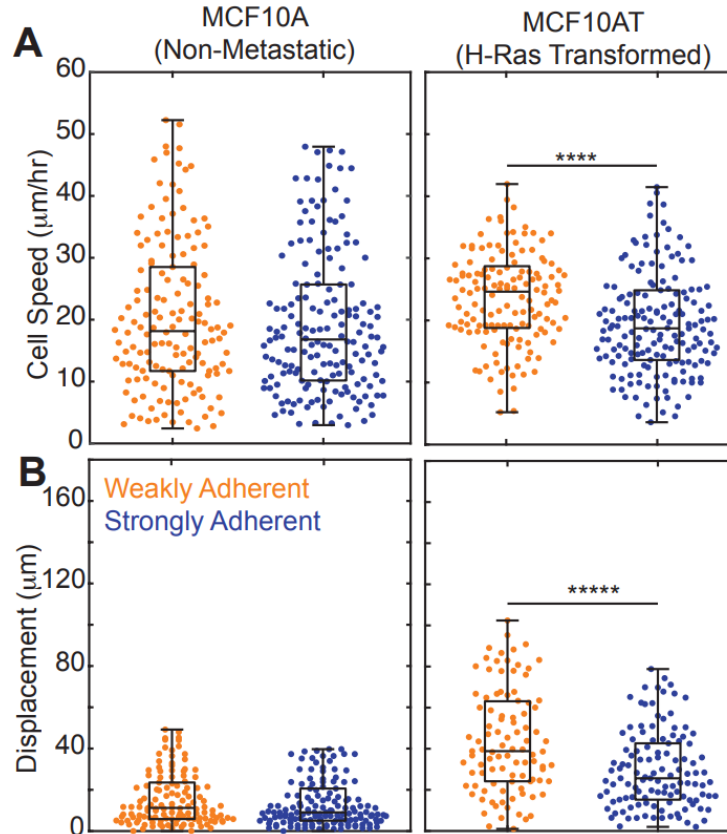 A
MCF10A
(Non-Metastatic)
MCF10AT
(H-Ras Transformed)
Cell Speed (μm/hr)
60
50
40
30
20
10
0
****
B
Weakly Adherent
Strongly Adherent
Displacement (μm)
160
120
80
40
0
*****